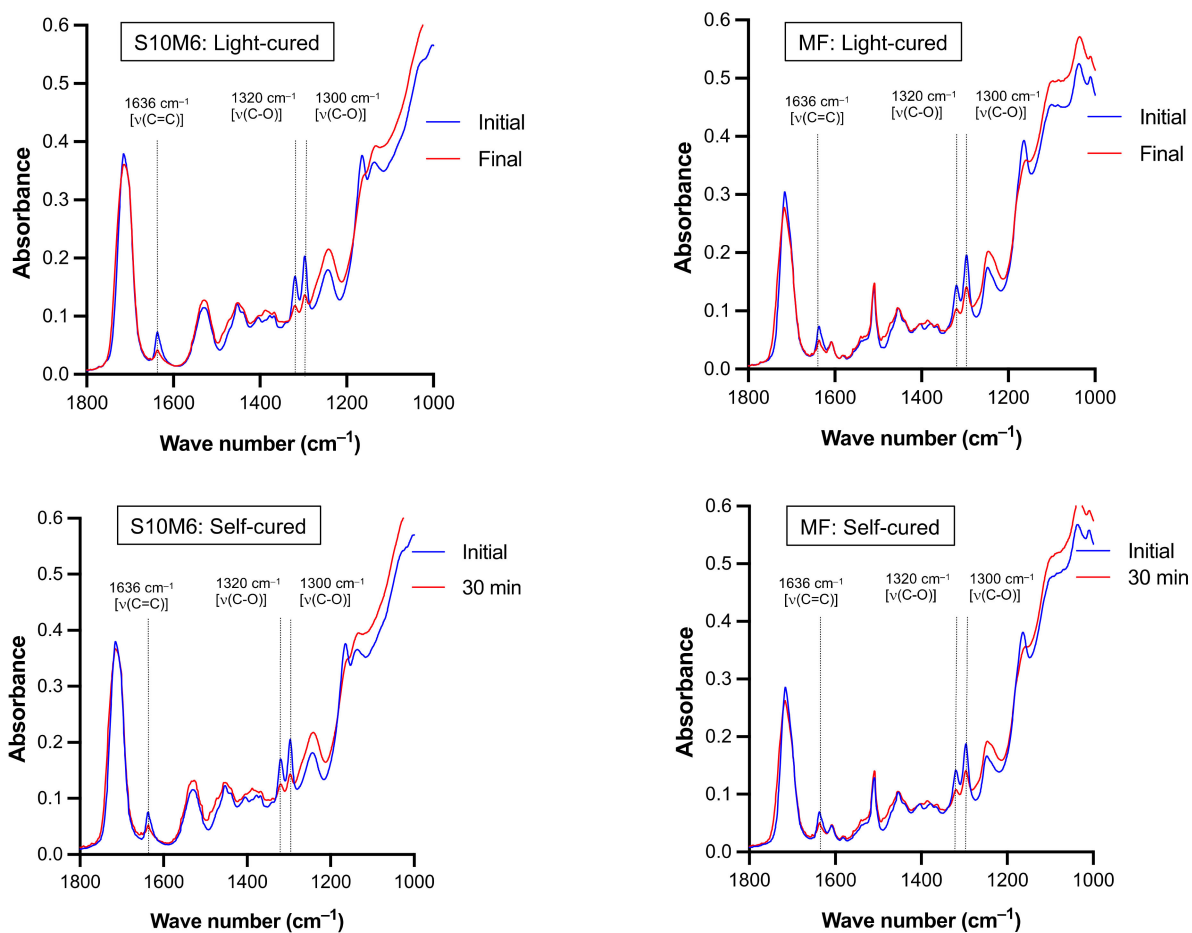 S10M6: Light-cured
0.6
0.5
0.4
0.3
0.2
0.1
0.0
Absorbance
1636 cm⁻¹
[ν(C=C)]
1320 cm⁻¹
[ν(C-O)]
1300 cm⁻¹
[ν(C-O)]
Initial
Final
1800
1600
1400
1200
1000
Wave number (cm⁻¹)
MF: Light-cured
0.6
0.5
0.4
0.3
0.2
0.1
0.0
Absorbance
1636 cm⁻¹
[ν(C=C)]
1320 cm⁻¹
[ν(C-O)]
1300 cm⁻¹
[ν(C-O)]
Initial
Final
1800
1600
1400
1200
1000
Wave number (cm⁻¹)
S10M6: Self-cured
0.6
0.5
0.4
0.3
0.2
0.1
0.0
Absorbance
1636 cm⁻¹
[ν(C=C)]
1320 cm⁻¹
[ν(C-O)]
1300 cm⁻¹
[ν(C-O)]
Initial
30 min
1800
1600
1400
1200
1000
Wave number (cm⁻¹)
MF: Self-cured
0.6
0.5
0.4
0.3
0.2
0.1
0.0
Absorbance
1636 cm⁻¹
[ν(C=C)]
1320 cm⁻¹
[ν(C-O)]
1300 cm⁻¹
[ν(C-O)]
Initial
30 min
1800
1600
1400
1200
1000
Wave number (cm⁻¹)